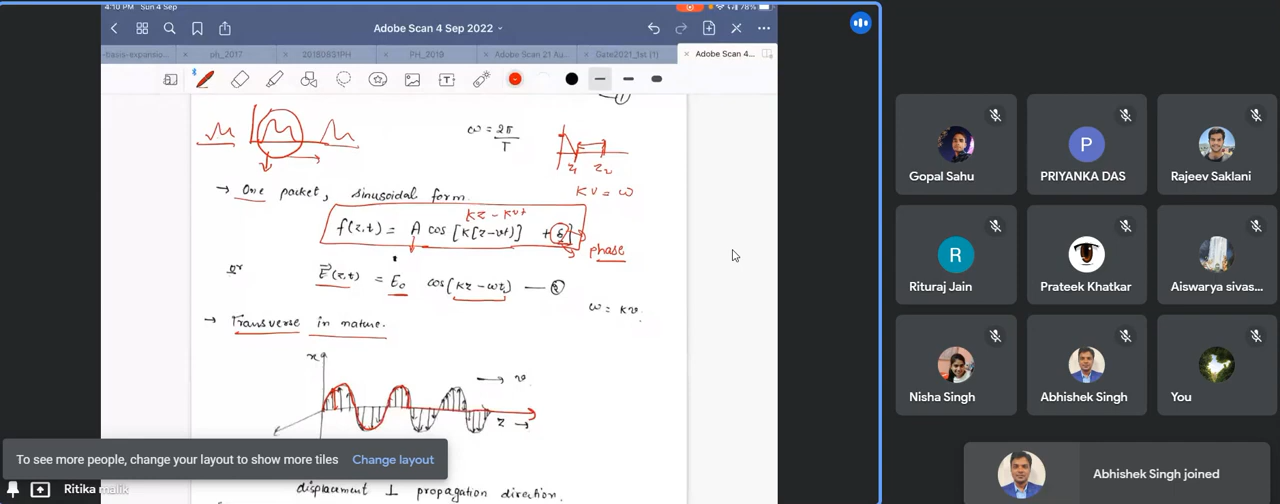 4:10 PM Sun 4 Sep
78%
Adobe Scan 4 Sep 2022
-basis-expansion...
ph_2017
20180831PH
PH_2019
Adobe Scan 21 Au...
Gate2021_1st (1)
Adobe Scan 4...
①
ω = 2π/T
z₁ z₂
KV = ω
→ One packet, sinusoidal form.
Kz - Kvt
f(z,t) = A cos [K[z-vt)] + δ]
phase
or
E⃗(z,t) = E₀ cos(Kz - ωt) — ②
ω = kv.
→ Transverse in nature.
x
→ v.
z →
displacement ⊥ propagation direction.
To see more people, change your layout to show more tiles
Change layout
Ritika malik
Gopal Sahu
P
PRIYANKA DAS
Rajeev Saklani
R
Rituraj Jain
Prateek Khatkar
Aiswarya sivas...
Nisha Singh
Abhishek Singh
You
Abhishek Singh joined